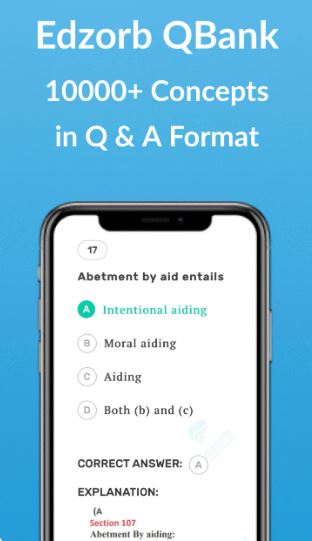 Edzorb QBank
10000+ Concepts
in Q & A Format
17
Abetment by aid entails
A Intentional aiding
B Moral aiding
C Aiding
D Both (b) and (c)
CORRECT ANSWER: A
EXPLANATION:
(A
Section 107
Abetment By aiding: